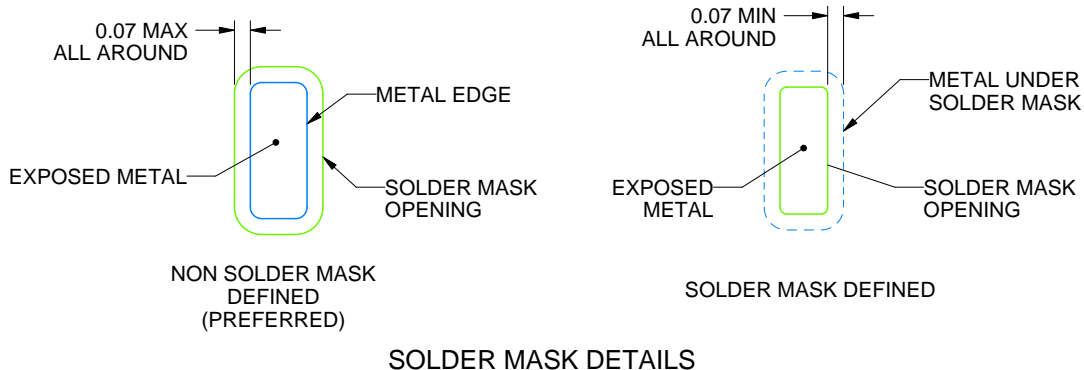 0.07 MAX
ALL AROUND
METAL EDGE
EXPOSED METAL
SOLDER MASK
OPENING
NON SOLDER MASK
DEFINED
(PREFERRED)
0.07 MIN
ALL AROUND
METAL UNDER
SOLDER MASK
EXPOSED
METAL
SOLDER MASK
OPENING
SOLDER MASK DEFINED
SOLDER MASK DETAILS